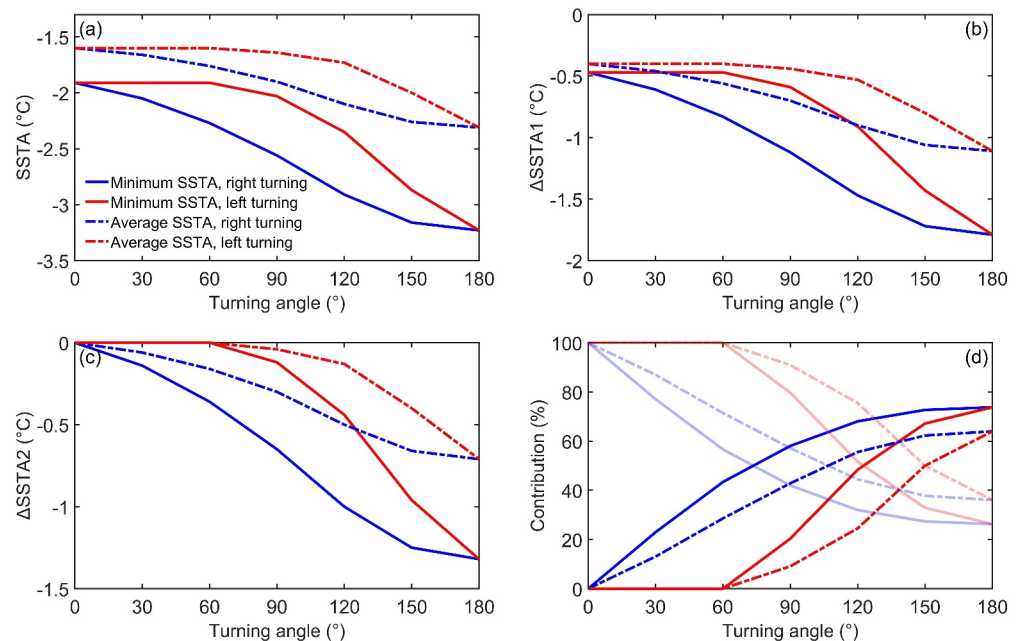 (a)
-1.5
-2
-2.5
-3
-3.5
SSTA (°C)
Minimum SSTA, right turning
Minimum SSTA, left turning
Average SSTA, right turning
Average SSTA, left turning
0 30 60 90 120 150 180
Turning angle (°)
(b)
0
-0.5
-1
-1.5
-2
ΔSSTA1 (°C)
0 30 60 90 120 150 180
Turning angle (°)
(c)
0
-0.5
-1
-1.5
ΔSSTA2 (°C)
0 30 60 90 120 150 180
Turning angle (°)
(d)
100
80
60
40
20
0
Contribution (%)
0 30 60 90 120 150 180
Turning angle (°)